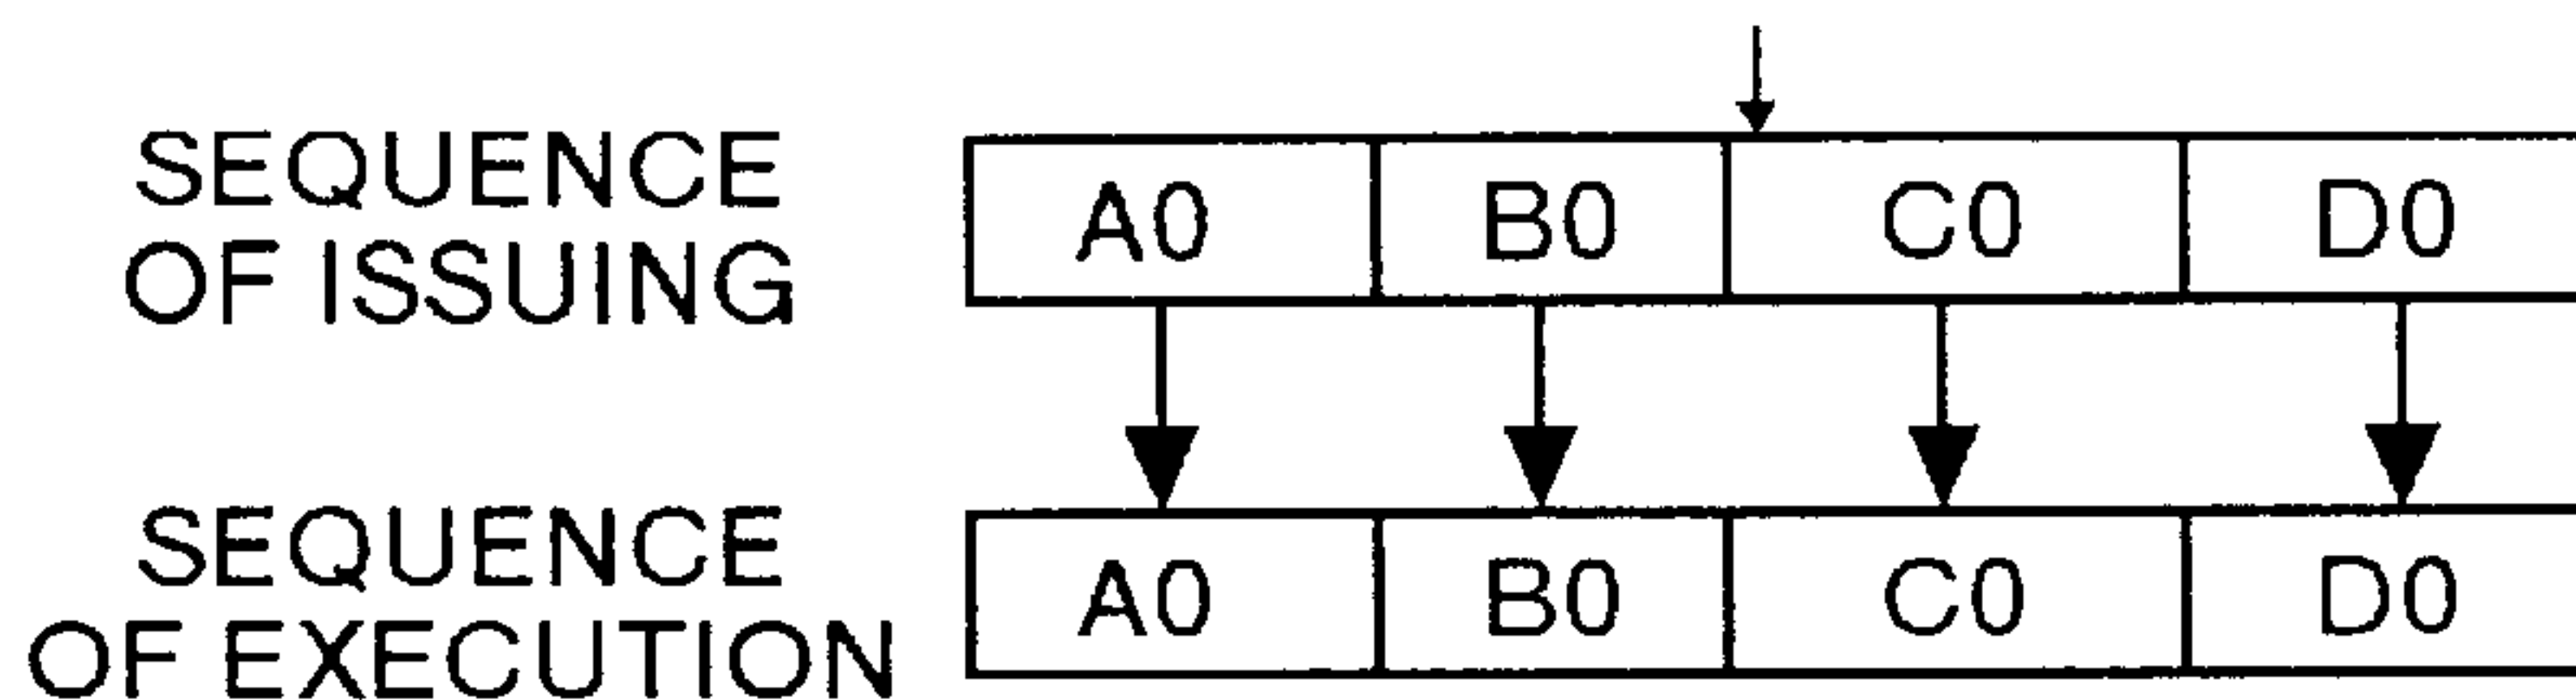 SEQUENCE
OF ISSUING
A0 B0 C0 D0
SEQUENCE
OF EXECUTION
A0 B0 C0 D0